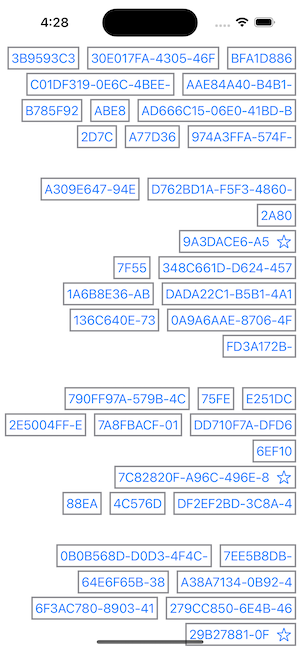 4:28
3B9593C3 30E017FA-4305-46F BFA1D886
C01DF319-0E6C-4BEE- AAE84A40-B4B1-
B785F92 ABE8 AD666C15-06E0-41BD-B
2D7C A77D36 974A3FFA-574F-
A309E647-94E D762BD1A-F5F3-4860-
2A80
9A3DACE6-A5
7F55 348C661D-D624-457
1A6B8E36-AB DADA22C1-B5B1-4A1
136C640E-73 0A9A6AAE-8706-4F
FD3A172B-
790FF97A-579B-4C 75FE E251DC
2E5004FF-E 7A8FBACF-01 DD710F7A-DFD6
6EF10
7C82820F-A96C-496E-8
88EA 4C576D DF2EF2BD-3C8A-4
0B0B568D-D0D3-4F4C- 7EE5B8DB-
64E6F65B-38 A38A7134-0B92-4
6F3AC780-8903-41 279CC850-6E4B-46
29B27881-0F